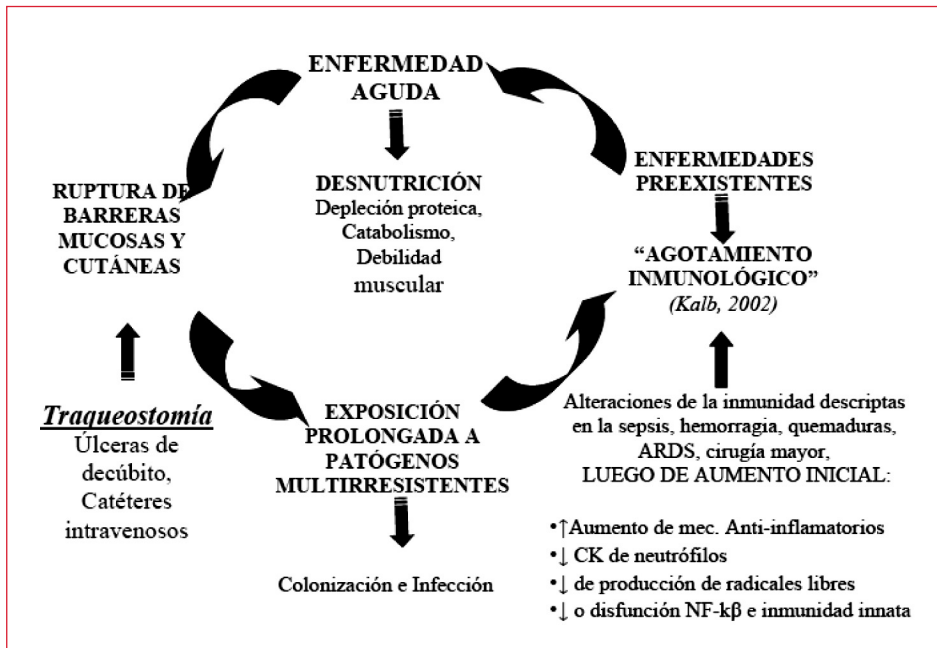 ENFERMEDAD
AGUDA
DESNUTRICIÓN
Depleción proteica,
Catabolismo,
Debilidad
muscular
ENFERMEDADES
PREEXISTENTES
“AGOTAMIENTO
INMUNOLÓGICO”
(Kalb, 2002)
RUPTURA DE
BARRERAS
MUCOSAS Y
CUTÁNEAS
Traqueostomía
Úlceras de
decúbito,
Catéteres
intravenosos
EXPOSICIÓN
PROLONGADA A
PATÓGENOS
MULTIRRESISTENTES
Colonización e Infección
Alteraciones de la inmunidad descriptas
en la sepsis, hemorragia, quemaduras,
ARDS, cirugía mayor,
LUEGO DE AUMENTO INICIAL:
•↑Aumento de mec. Anti-inflamatorios
•↓ CK de neutrófilos
•↓ de producción de radicales libres
•↓ o disfunción NF-kβ e inmunidad innata